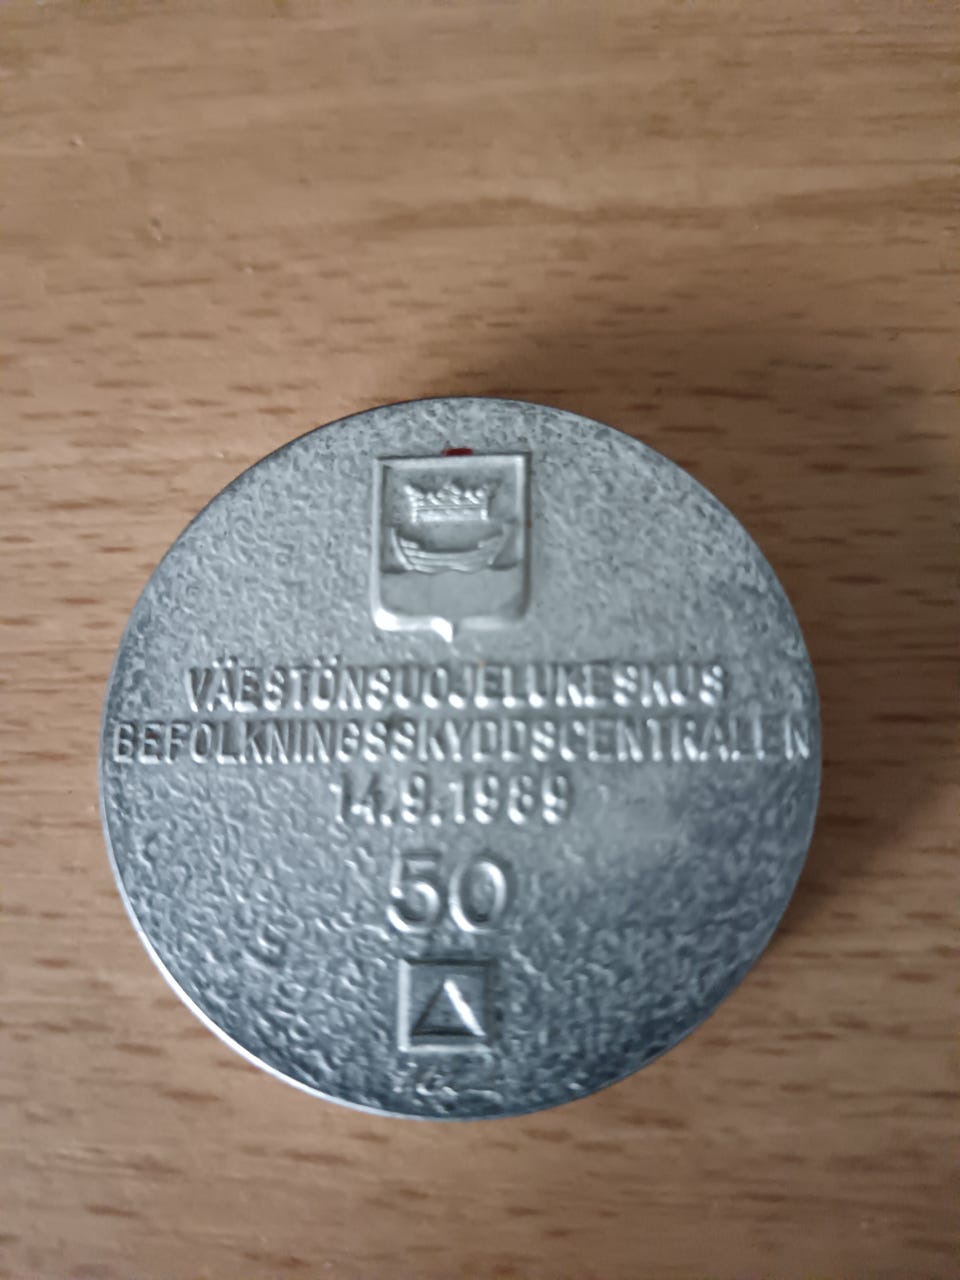 VÄESTÖNSUOJELUKESKUS
BEFOLKNINGSSKYDDSCENTRALEN
14.9.1989
50